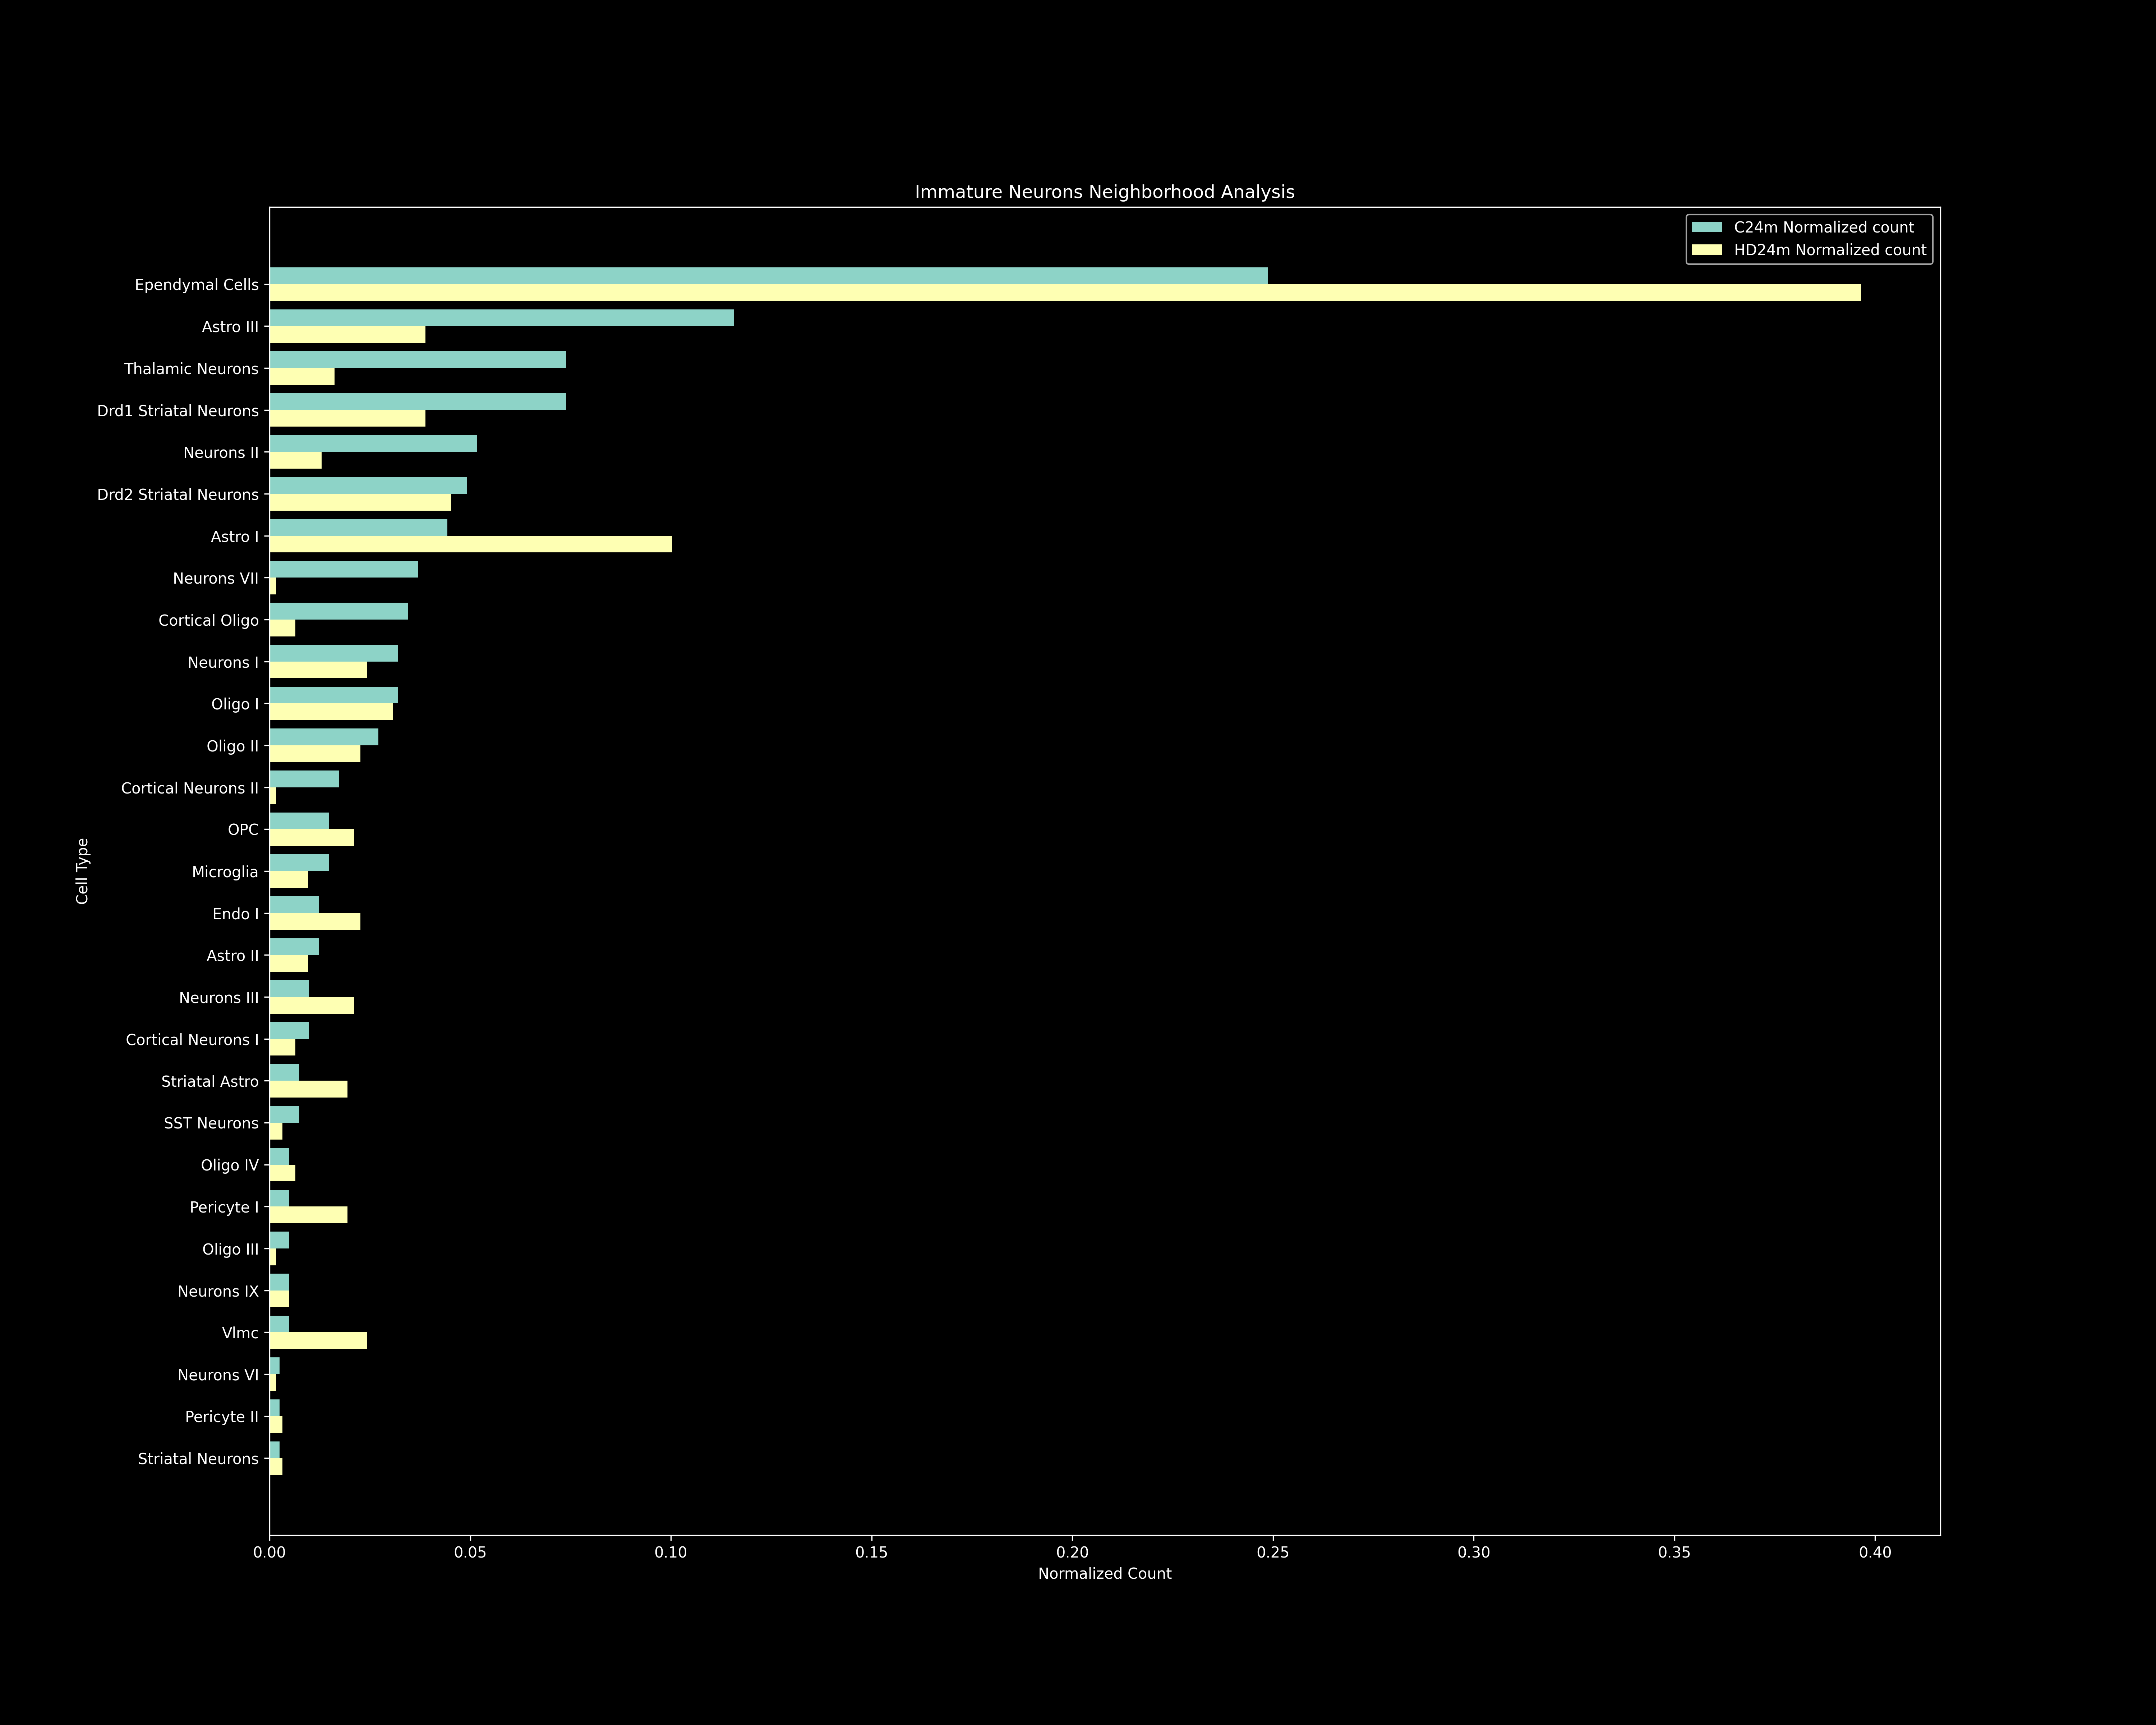 Immature Neurons Neighborhood Analysis
C24m Normalized count
HD24m Normalized count
Ependymal Cells
Astro III
Thalamic Neurons
Drd1 Striatal Neurons
Neurons II
Drd2 Striatal Neurons
Astro I
Neurons VII
Cortical Oligo
Neurons I
Oligo I
Oligo II
Cortical Neurons II
OPC
Microglia
Endo I
Astro II
Neurons III
Cortical Neurons I
Striatal Astro
SST Neurons
Oligo IV
Pericyte I
Oligo III
Neurons IX
Vlmc
Neurons VI
Pericyte II
Striatal Neurons
Cell Type
0.00 0.05 0.10 0.15 0.20 0.25 0.30 0.35 0.40
Normalized Count